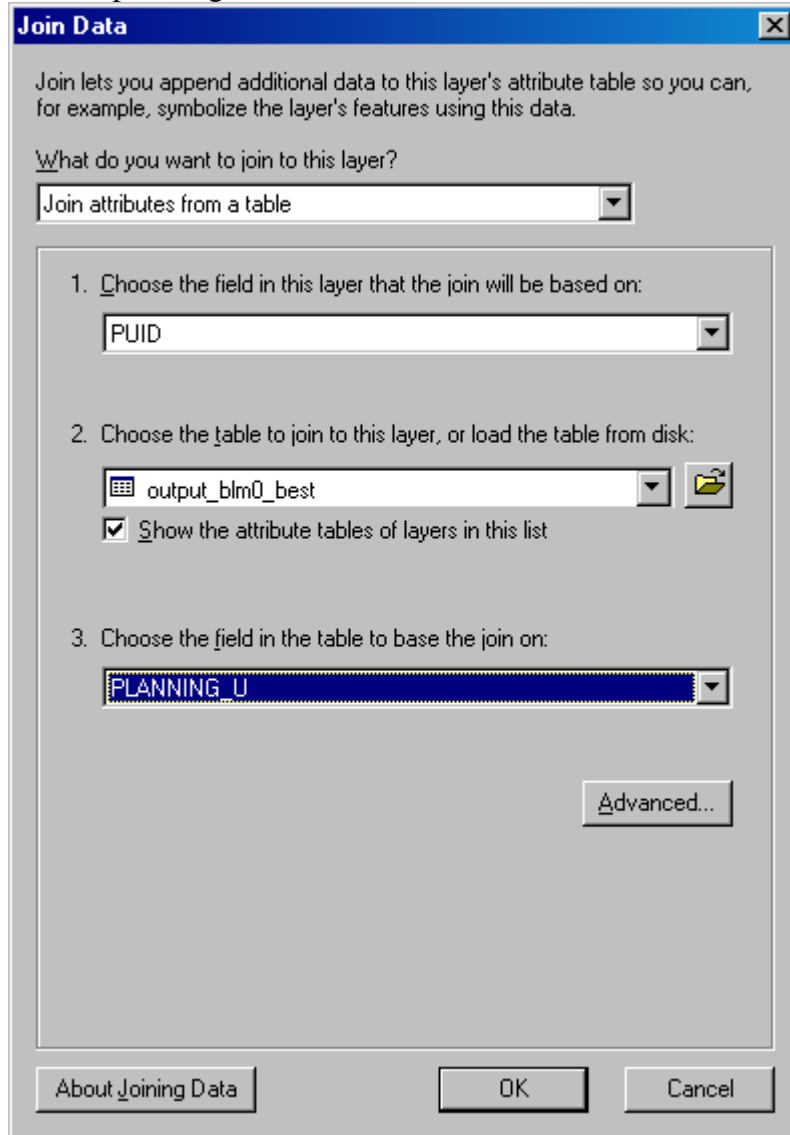 Join Data
Join lets you append additional data to this layer's attribute table so you can,
for example, symbolize the layer's features using this data.
What do you want to join to this layer?
Join attributes from a table
1. Choose the field in this layer that the join will be based on:
PUID
2. Choose the table to join to this layer, or load the table from disk:
output_blm0_best
Show the attribute tables of layers in this list
3. Choose the field in the table to base the join on:
PLANNING_U
Advanced...
About Joining Data
OK
Cancel